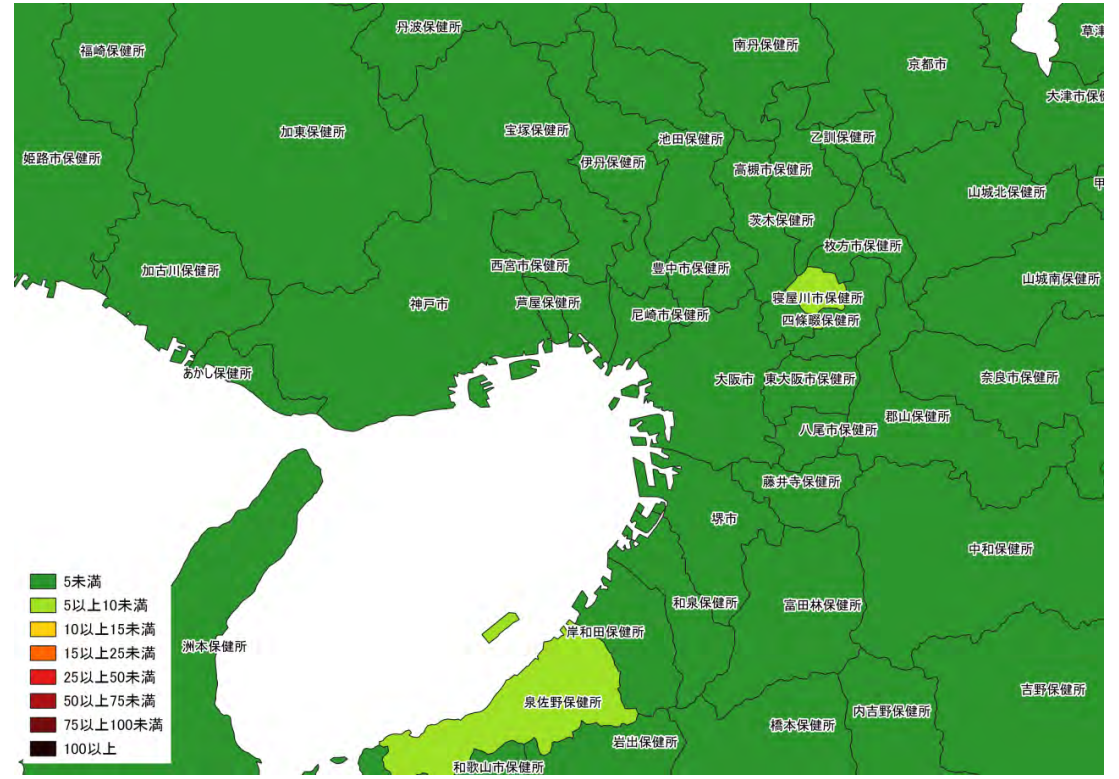 丹波保健所
福崎保健所
南丹保健所
草津
京都市
大津市保健
加東保健所
宝塚保健所
池田保健所
乙訓保健所
姫路市保健所
伊丹保健所
高槻市保健所
山城北保健所
甲
茨木保健所
枚方市保健所
加古川保健所
西宮市保健所
豊中市保健所
山城南保健所
神戸市
芦屋保健所
寝屋川市保健所
尼崎市保健所
四條畷保健所
あかし保健所
大阪市
東大阪市保健所
奈良市保健所
郡山保健所
八尾市保健所
藤井寺保健所
堺市
中和保健所
5未満
和泉保健所
富田林保健所
5以上10未満
10以上15未満
岸和田保健所
洲本保健所
15以上25未満
25以上50未満
吉野保健所
50以上75未満
泉佐野保健所
内吉野保健所
75以上100未満
橋本保健所
岩出保健所
100以上
和歌山市保健所